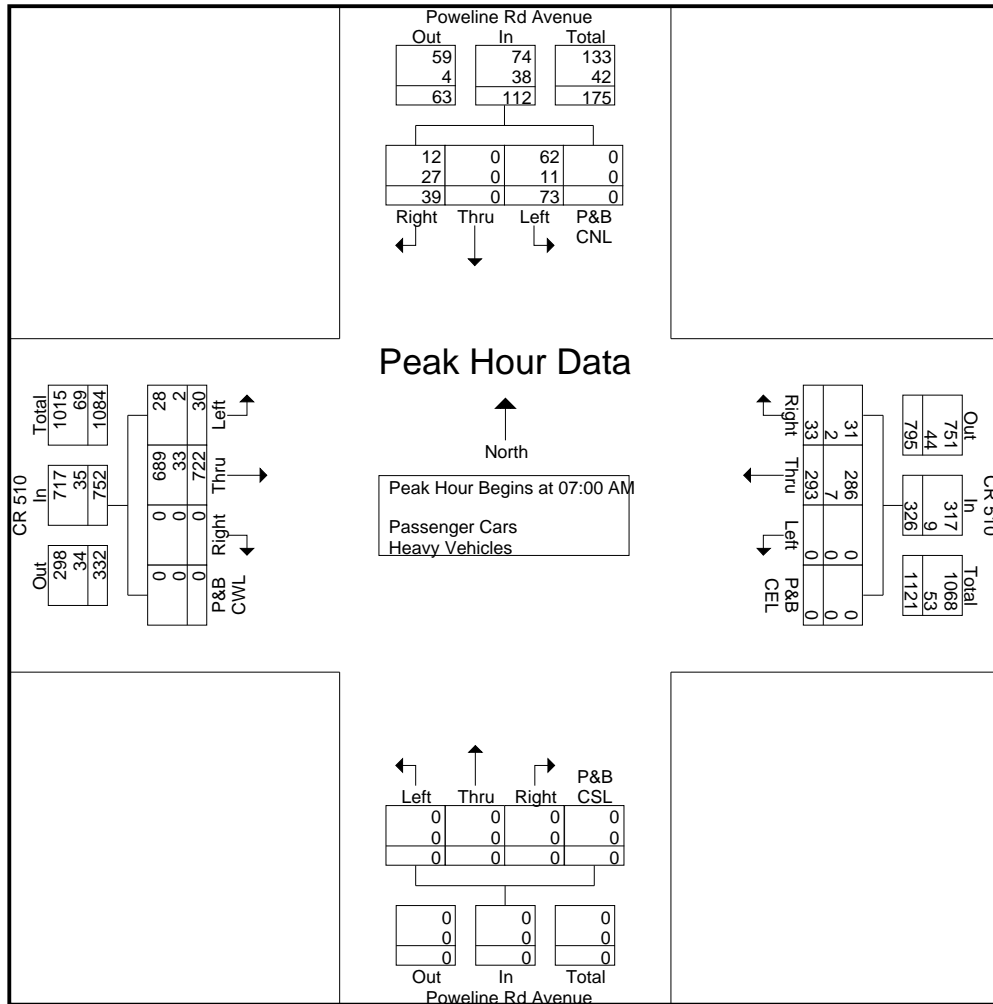 Poweline Rd Avenue
Out In Total
59 74 133
4 38 42
63 112 175
12 0 62 0
27 0 11 0
39 0 73 0
Right Thru Left P&B
CNL
Peak Hour Data
North
Peak Hour Begins at 07:00 AM
Passenger Cars
Heavy Vehicles
CR 510
Out In Total
298 717 1015
34 35 69
332 752 1084
P&B Right Thru Left
CWL
0 0 689 28
0 0 33 2
0 0 722 30
CR 510
Out In Total
751 317 1068
44 9 53
795 326 1121
Right Thru Left P&B
CEL
31 286 0 0
2 7 0 0
33 293 0 0
Left Thru Right P&B
CSL
0 0 0 0
0 0 0 0
0 0 0 0
0 0 0
0 0 0
0 0 0
Out In Total
Poweline Rd Avenue